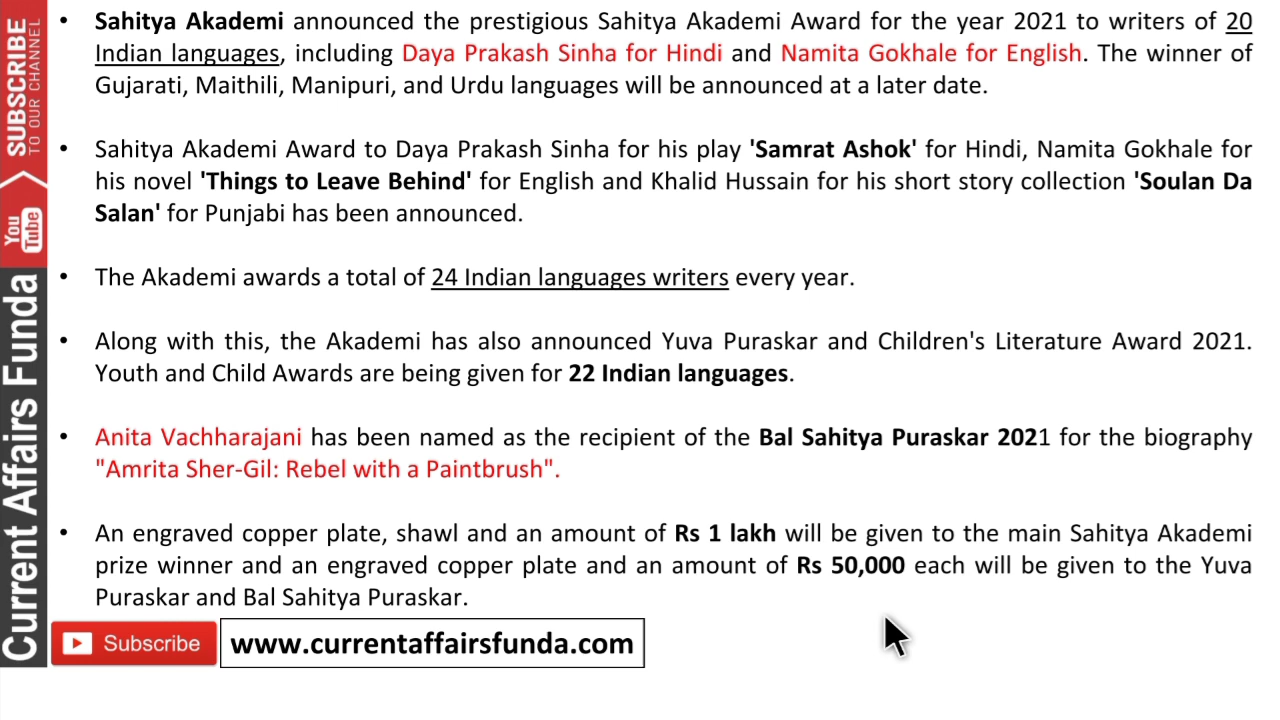 SUBSCRIBE
TO OUR CHANNEL
You
Tube
Current Affairs Funda
• Sahitya Akademi announced the prestigious Sahitya Akademi Award for the year 2021 to writers of 20
Indian languages, including Daya Prakash Sinha for Hindi and Namita Gokhale for English. The winner of
Gujarati, Maithili, Manipuri, and Urdu languages will be announced at a later date.
• Sahitya Akademi Award to Daya Prakash Sinha for his play 'Samrat Ashok' for Hindi, Namita Gokhale for
his novel 'Things to Leave Behind' for English and Khalid Hussain for his short story collection 'Soulan Da
Salan' for Punjabi has been announced.
• The Akademi awards a total of 24 Indian languages writers every year.
• Along with this, the Akademi has also announced Yuva Puraskar and Children's Literature Award 2021.
Youth and Child Awards are being given for 22 Indian languages.
• Anita Vachharajani has been named as the recipient of the Bal Sahitya Puraskar 2021 for the biography
"Amrita Sher-Gil: Rebel with a Paintbrush".
• An engraved copper plate, shawl and an amount of Rs 1 lakh will be given to the main Sahitya Akademi
prize winner and an engraved copper plate and an amount of Rs 50,000 each will be given to the Yuva
Puraskar and Bal Sahitya Puraskar.
Subscribe
www.currentaffairsfunda.com